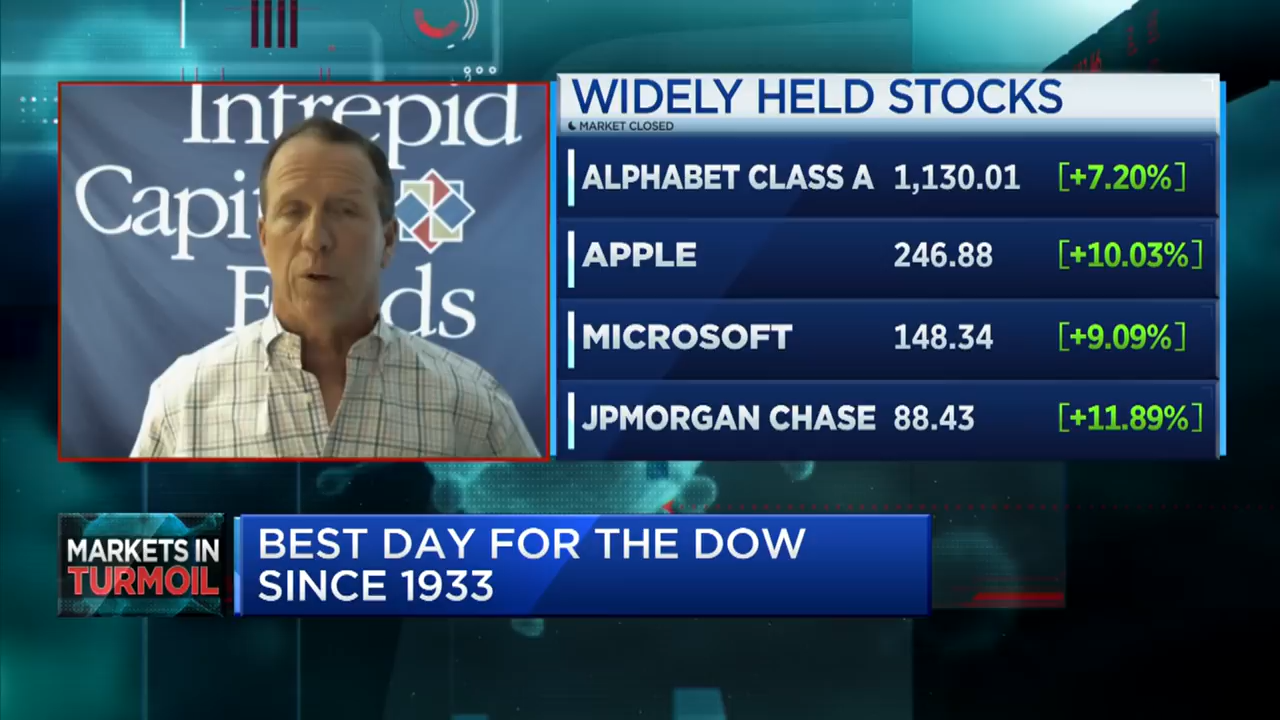 Intrepid
Capi
ds
WIDELY HELD STOCKS
MARKET CLOSED
ALPHABET CLASS A 1,130.01 [+7.20%]
APPLE 246.88 [+10.03%]
MICROSOFT 148.34 [+9.09%]
JPMORGAN CHASE 88.43 [+11.89%]
MARKETS IN
TURMOIL
BEST DAY FOR THE DOW
SINCE 1933